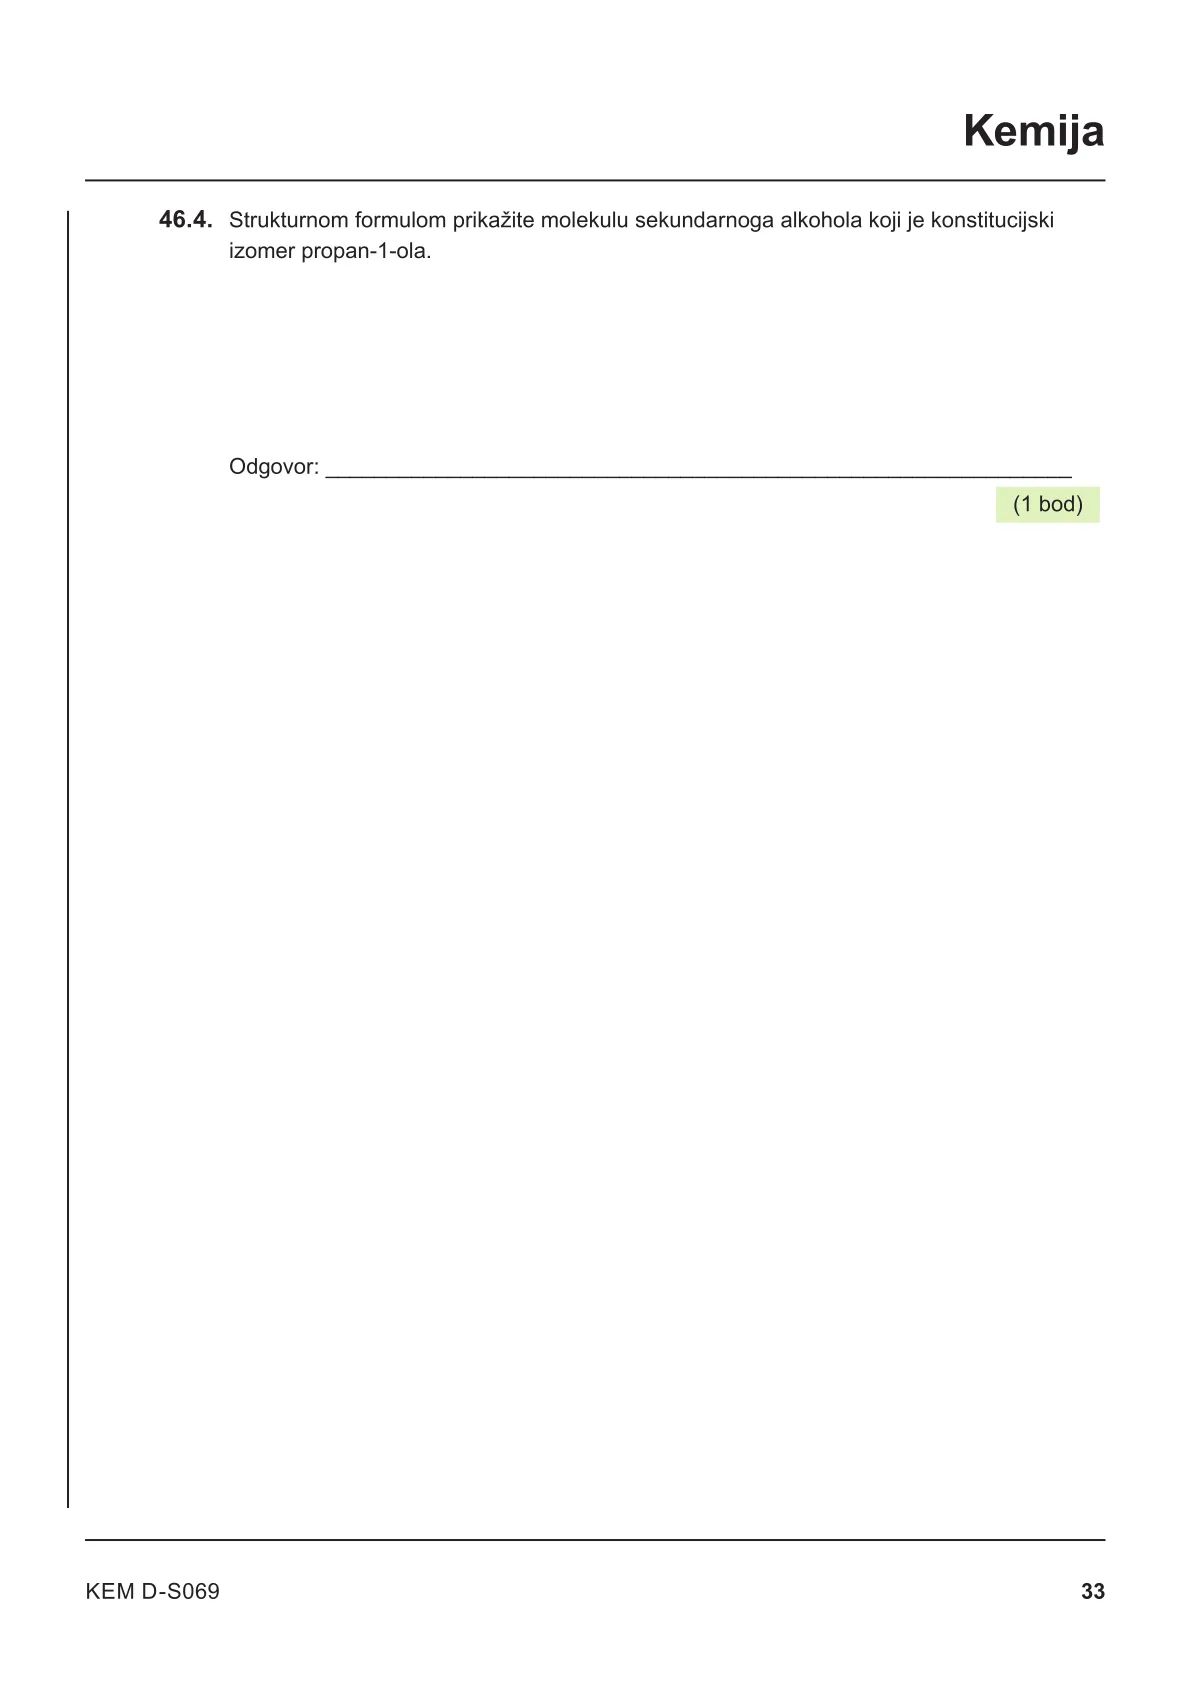 Kemija
46.4. Strukturnom formulom prikažite molekulu sekundarnoga alkohola koji je konstitucijski
izomer propan-1-ola.
Odgovor: _____________________________________________________________
(1 bod)
KEM D-S069
33